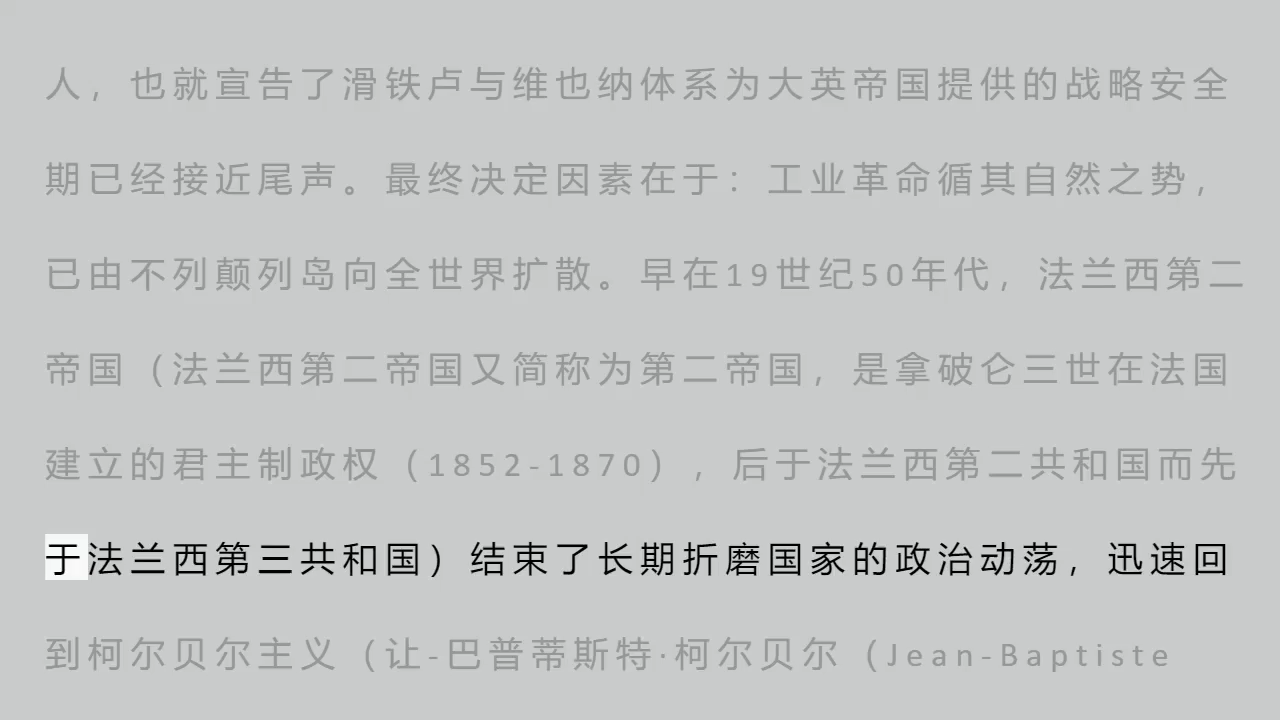 人，也就宣告了滑铁卢与维也纳体系为大英帝国提供的战略安全
期已经接近尾声。最终决定因素在于：工业革命循其自然之势，
已由不列颠列岛向全世界扩散。早在19世纪50年代，法兰西第二
帝国（法兰西第二帝国又简称为第二帝国，是拿破仑三世在法国
建立的君主制政权（1852-1870），后于法兰西第二共和国而先
于法兰西第三共和国）结束了长期折磨国家的政治动荡，迅速回
到柯尔贝尔主义（让-巴普蒂斯特·柯尔贝尔（Jean-Baptiste